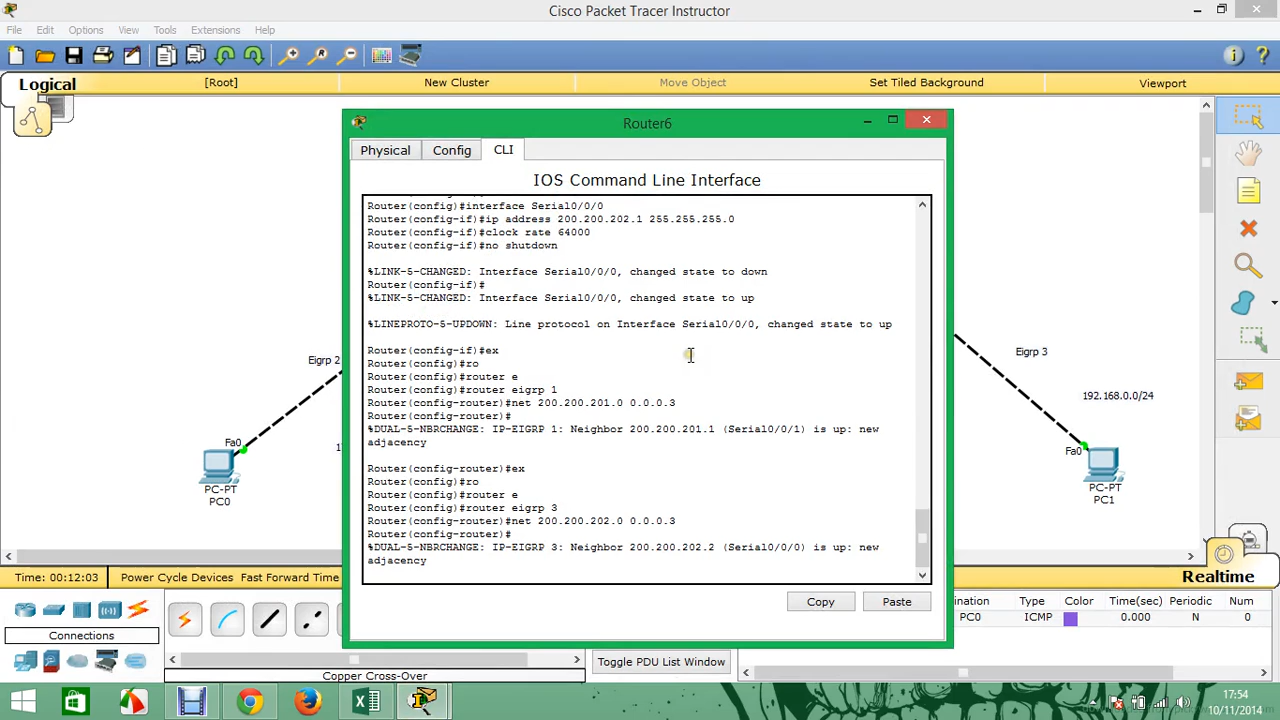 Cisco Packet Tracer Instructor
File Edit Options View Tools Extensions Help
Logical
[Root]
New Cluster
Move Object
Set Tiled Background
Viewport
Router6
Physical Config CLI
IOS Command Line Interface
Router(config)#interface Serial0/0/0
Router(config-if)#ip address 200.200.202.1 255.255.255.0
Router(config-if)#clock rate 64000
Router(config-if)#no shutdown
%LINK-5-CHANGED: Interface Serial0/0/0, changed state to down
Router(config-if)#
%LINK-5-CHANGED: Interface Serial0/0/0, changed state to up
%LINEPROTO-5-UPDOWN: Line protocol on Interface Serial0/0/0, changed state to up
Router(config-if)#ex
Router(config)#ro
Router(config)#router e
Router(config)#router eigrp 1
Router(config-router)#net 200.200.201.0 0.0.0.3
Router(config-router)#
%DUAL-5-NBRCHANGE: IP-EIGRP 1: Neighbor 200.200.201.1 (Serial0/0/1) is up: new
adjacency
Router(config-router)#ex
Router(config)#ro
Router(config)#router e
Router(config)#router eigrp 3
Router(config-router)#net 200.200.202.0 0.0.0.3
Router(config-router)#
%DUAL-5-NBRCHANGE: IP-EIGRP 3: Neighbor 200.200.202.2 (Serial0/0/0) is up: new
adjacency
Copy Paste
Eigrp 2
Fa0
1
PC-PT
PC0
Eigrp 3
192.168.0.0/24
Fa0
PC-PT
PC1
Time: 00:12:03 Power Cycle Devices Fast Forward Time
Realtime
Connections
Copper Cross-Over
Toggle PDU List Window
ination Type Color Time(sec) Periodic Num
PC0 ICMP 0.000 N 0
17:54
10/11/2014